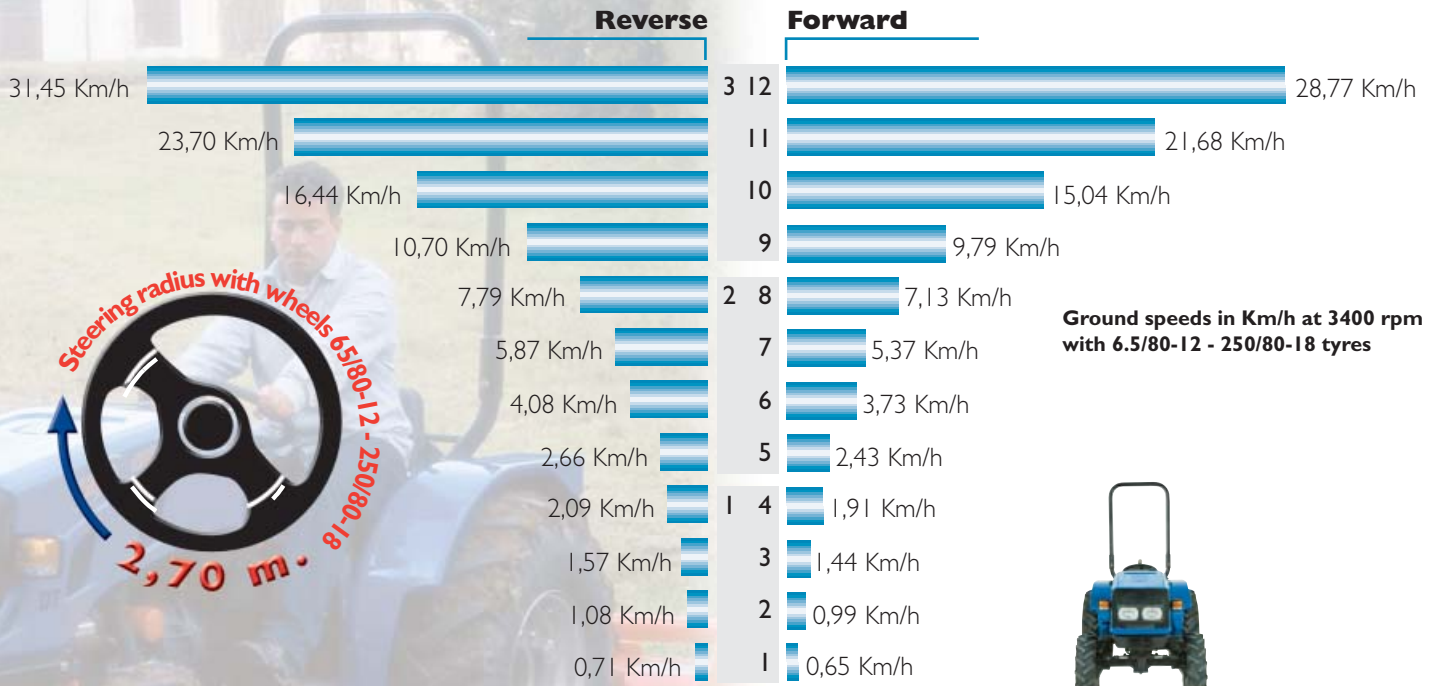 Reverse Forward
31,45 Km/h 3 12 28,77 Km/h
23,70 Km/h 11 21,68 Km/h
16,44 Km/h 10 15,04 Km/h
10,70 Km/h 9 9,79 Km/h
7,79 Km/h 2 8 7,13 Km/h
5,87 Km/h 7 5,37 Km/h
4,08 Km/h 6 3,73 Km/h
2,66 Km/h 5 2,43 Km/h
2,09 Km/h 1 4 1,91 Km/h
1,57 Km/h 3 1,44 Km/h
1,08 Km/h 2 0,99 Km/h
0,71 Km/h 1 0,65 Km/h
Steering radius with wheels 65/80-12 - 250/80-18
2,70 m.
Ground speeds in Km/h at 3400 rpm
with 6.5/80-12 - 250/80-18 tyres
DT